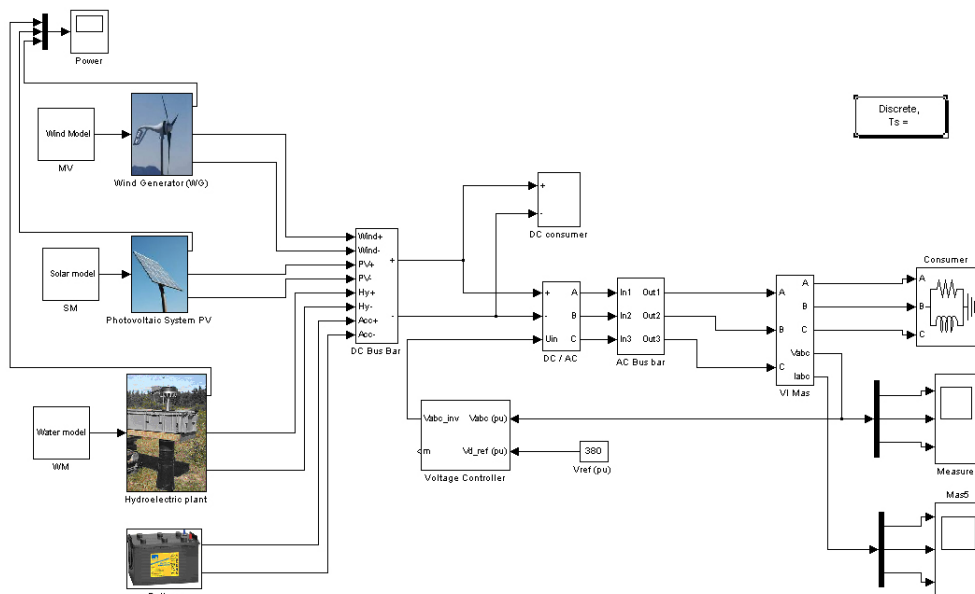 Power
Discrete,
Ts =
Wind Model
MV
Wind Generator (WG)
Solar model
SM
Photovoltaic System PV
Water model
WM
Hydroelectric plant
Wind+
Wind-
PV+
PV-
Hy+
Hy-
Acc+
Acc-
+
-
DC Bus Bar
+
-
DC consumer
+
-
Uin
A
B
C
DC / AC
In1
In2
In3
Out1
Out2
Out3
AC Bus bar
A
B
C
A
B
C
Vabc
Iabc
VI Mas
Consumer
A
B
C
Vabc_inv
<m
Vabc (pu)
Vd_ref (pu)
Voltage Controller
380
Vref (pu)
Measure
Mas5